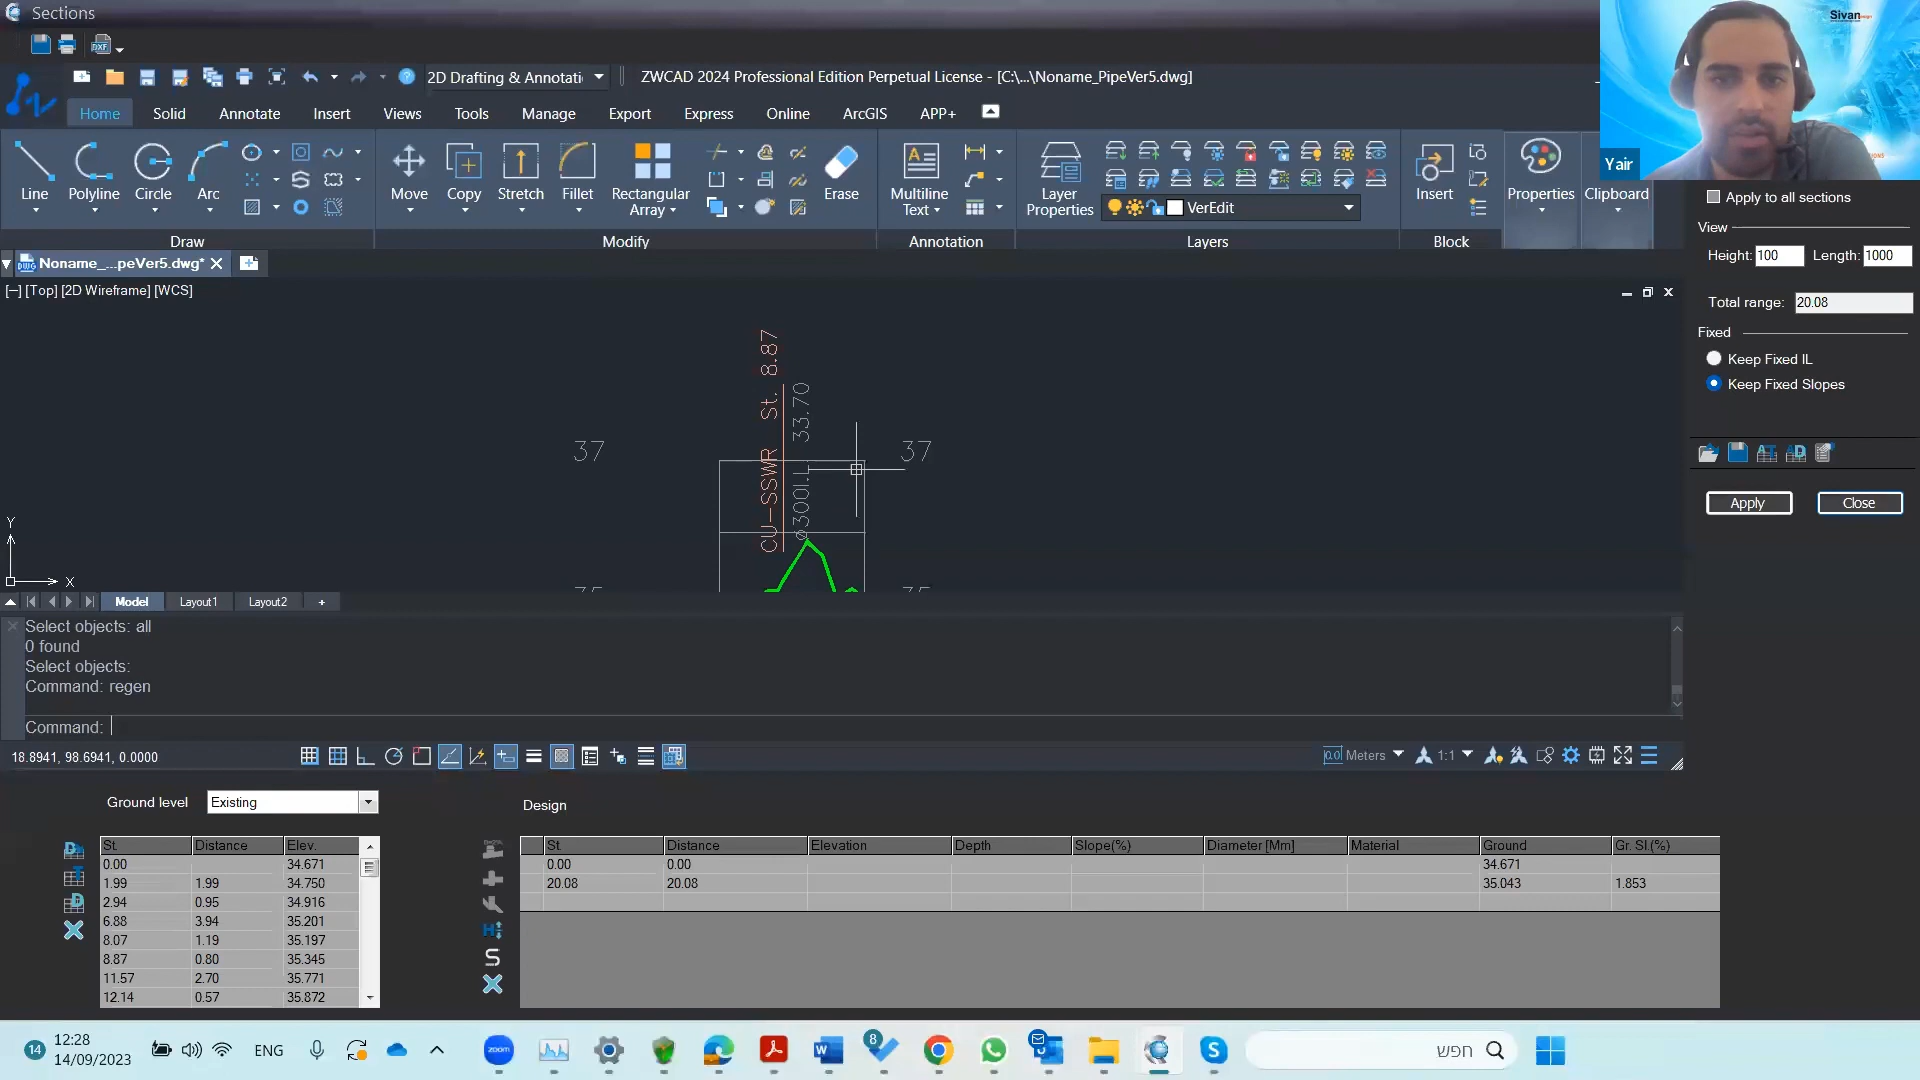 Sections
Sivan
Yair
2D Drafting & Annotati
ZWCAD 2024 Professional Edition Perpetual License - [C:\...\Noname_PipeVer5.dwg]
Home Solid Annotate Insert Views Tools Manage Export Express Online ArcGIS APP+
Line Polyline Circle Arc
Move Copy Stretch Fillet Rectangular Array Erase
Multiline Text
Layer Properties
VerEdit
Insert
Properties
Clipboard
Draw Modify Annotation Layers Block
Noname_...peVer5.dwg*
[−] [Top] [2D Wireframe] [WCS]
CU-SSWR St. 8.87
ø300I.L 33.70
37 37
35 35
Y
X
Model Layout1 Layout2 +
Select objects: all
0 found
Select objects:
Command: regen
Command:
18.8941, 98.6941, 0.0000
Meters 1:1
Apply to all sections
View
Height: 100 Length: 1000
Total range: 20.08
Fixed
Keep Fixed IL
Keep Fixed Slopes
Apply Close
Ground level Existing
Design
St. Distance Elev.
0.00 34.671
1.99 1.99 34.750
2.94 0.95 34.916
6.88 3.94 35.201
8.07 1.19 35.197
8.87 0.80 35.345
11.57 2.70 35.771
12.14 0.57 35.872
St. Distance Elevation Depth Slope(%) Diameter [Mm] Material Ground Gr. Sl.(%)
0.00 0.00 34.671
20.08 20.08 35.043 1.853
14
12:28
14/09/2023
ENG
zoom
8
חפש